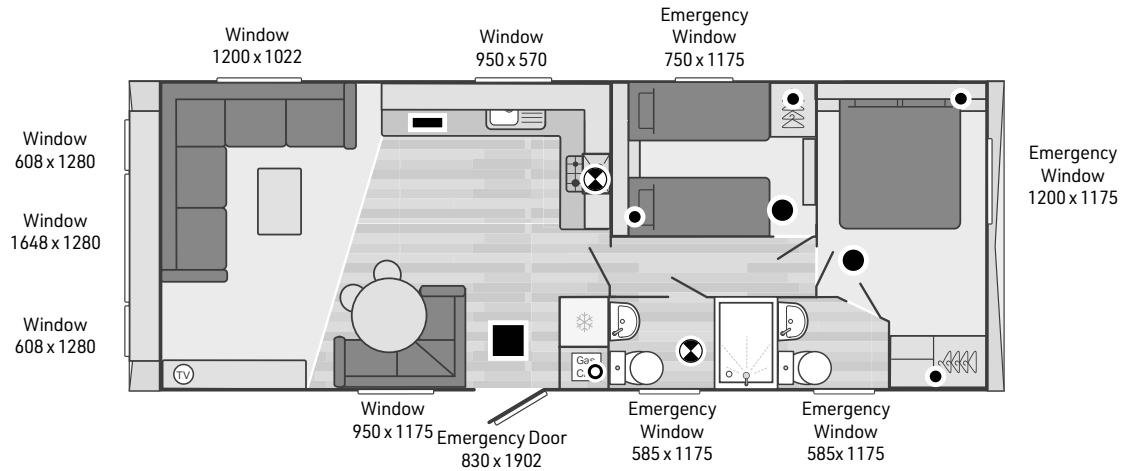 Emergency
Window
750 x 1175
Window
1200 x 1022
Window
950 x 570
Window
608 x 1280
Emergency
Window
1200 x 1175
Window
1648 x 1280
Window
608 x 1280
TV
Gas
Window
950 x 1175
Emergency Door
830 x 1902
Emergency
Window
585 x 1175
Emergency
Window
585x 1175